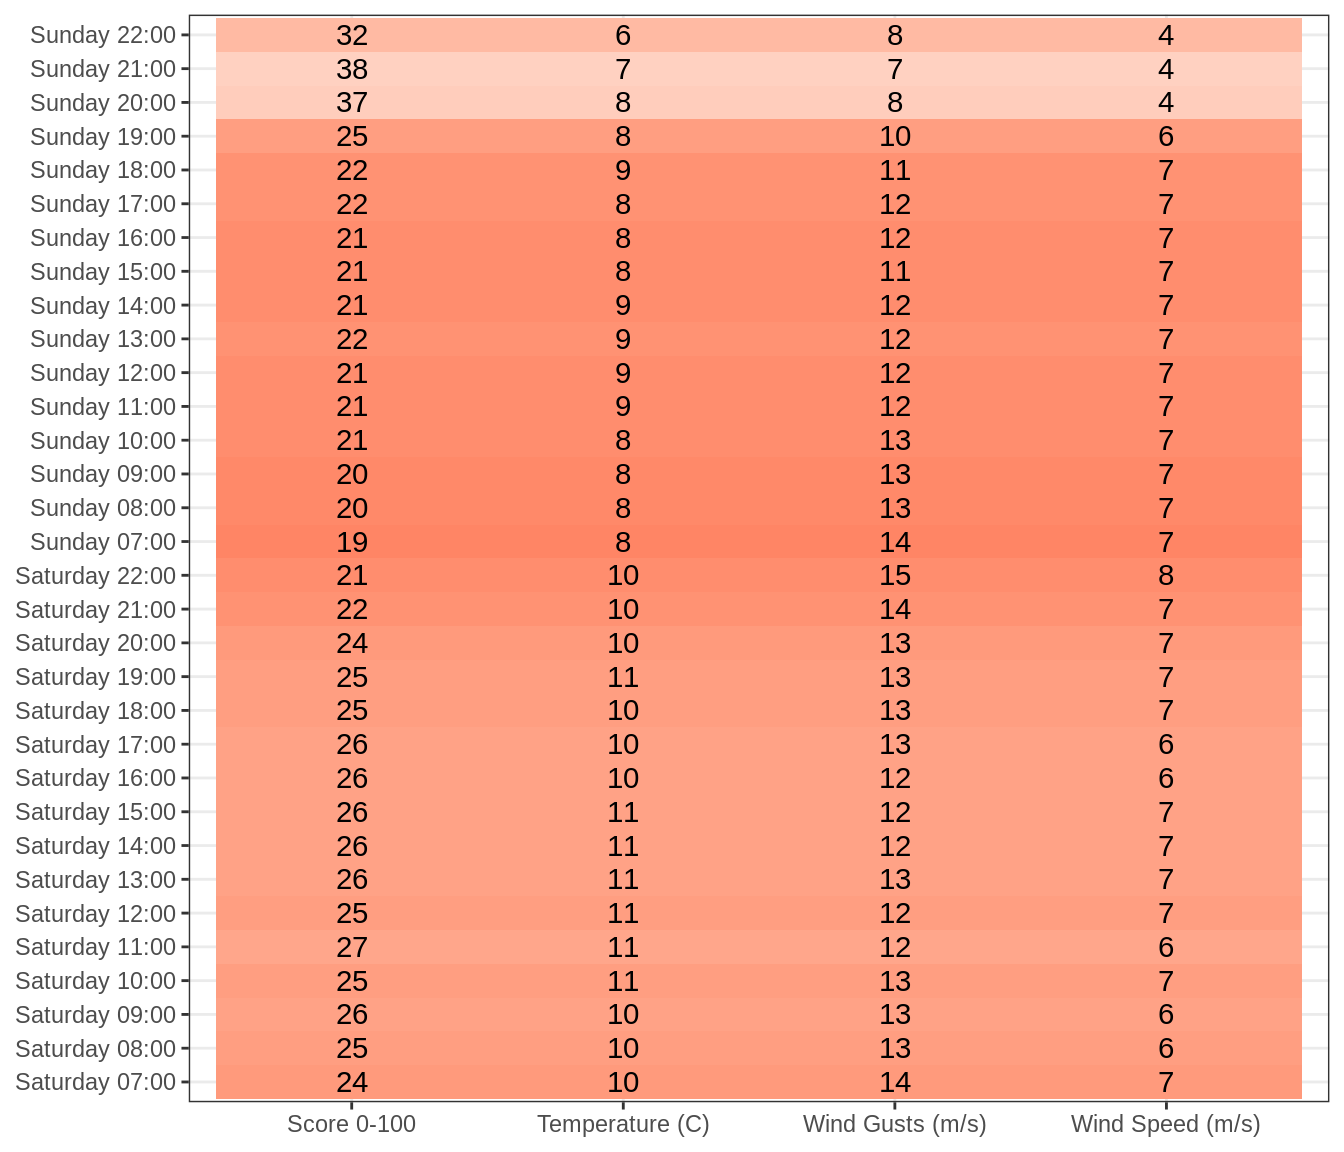 Sunday 22:00 32 6 8 4
Sunday 21:00 38 7 7 4
Sunday 20:00 37 8 8 4
Sunday 19:00 25 8 10 6
Sunday 18:00 22 9 11 7
Sunday 17:00 22 8 12 7
Sunday 16:00 21 8 12 7
Sunday 15:00 21 8 11 7
Sunday 14:00 21 9 12 7
Sunday 13:00 22 9 12 7
Sunday 12:00 21 9 12 7
Sunday 11:00 21 9 12 7
Sunday 10:00 21 8 13 7
Sunday 09:00 20 8 13 7
Sunday 08:00 20 8 13 7
Sunday 07:00 19 8 14 7
Saturday 22:00 21 10 15 8
Saturday 21:00 22 10 14 7
Saturday 20:00 24 10 13 7
Saturday 19:00 25 11 13 7
Saturday 18:00 25 10 13 7
Saturday 17:00 26 10 13 6
Saturday 16:00 26 10 12 6
Saturday 15:00 26 11 12 7
Saturday 14:00 26 11 12 7
Saturday 13:00 26 11 13 7
Saturday 12:00 25 11 12 7
Saturday 11:00 27 11 12 6
Saturday 10:00 25 11 13 7
Saturday 09:00 26 10 13 6
Saturday 08:00 25 10 13 6
Saturday 07:00 24 10 14 7
Score 0-100 Temperature (C) Wind Gusts (m/s) Wind Speed (m/s)